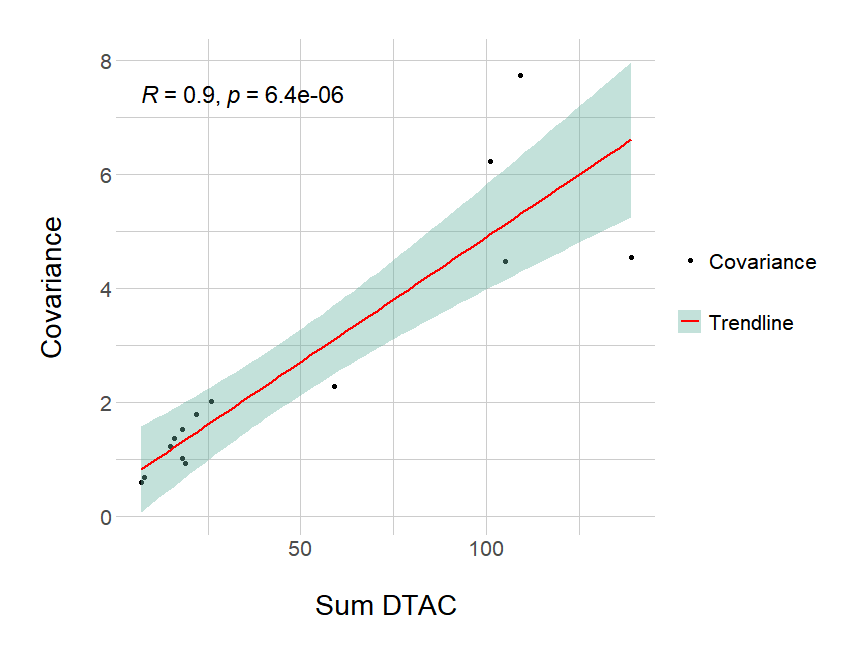 R = 0.9, p = 6.4e-06
8
6
4
2
0
50
100
Covariance
Sum DTAC
Covariance
Trendline